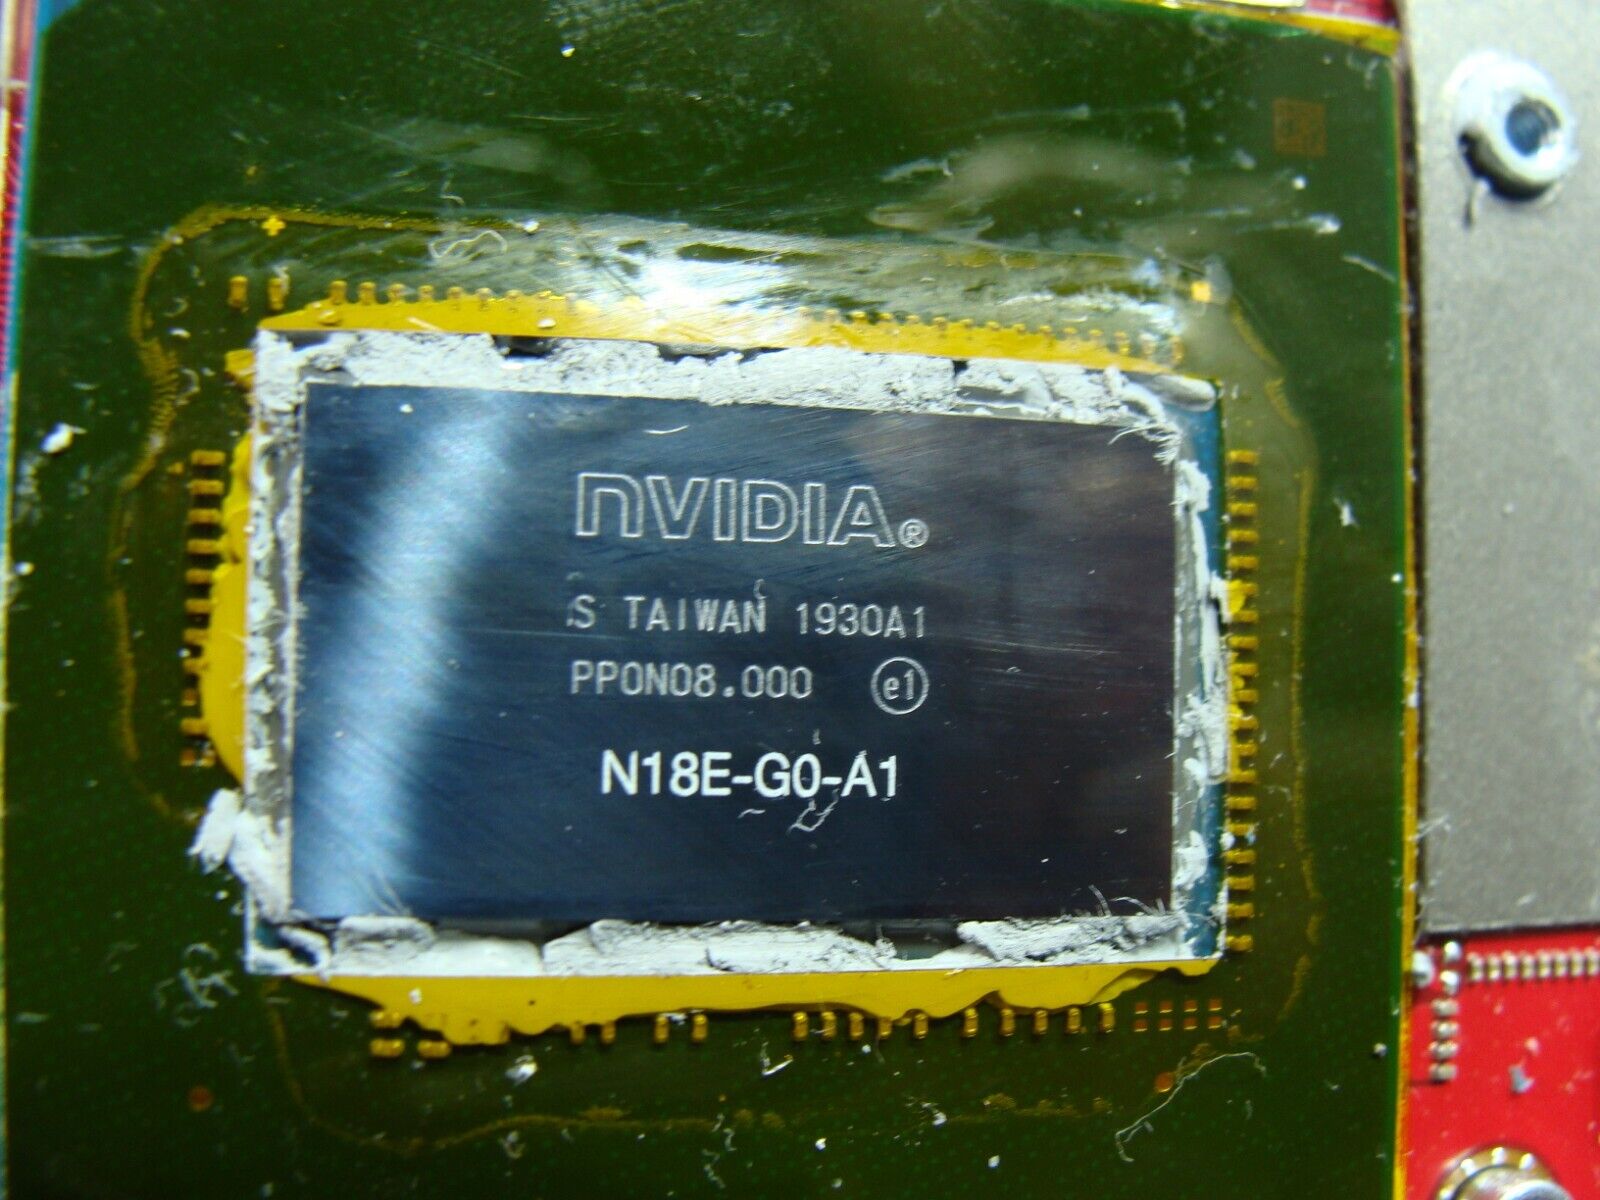 NVIDIA®
S TAIWAN 1930A1
PP0N08.000 e1
N18E-G0-A1